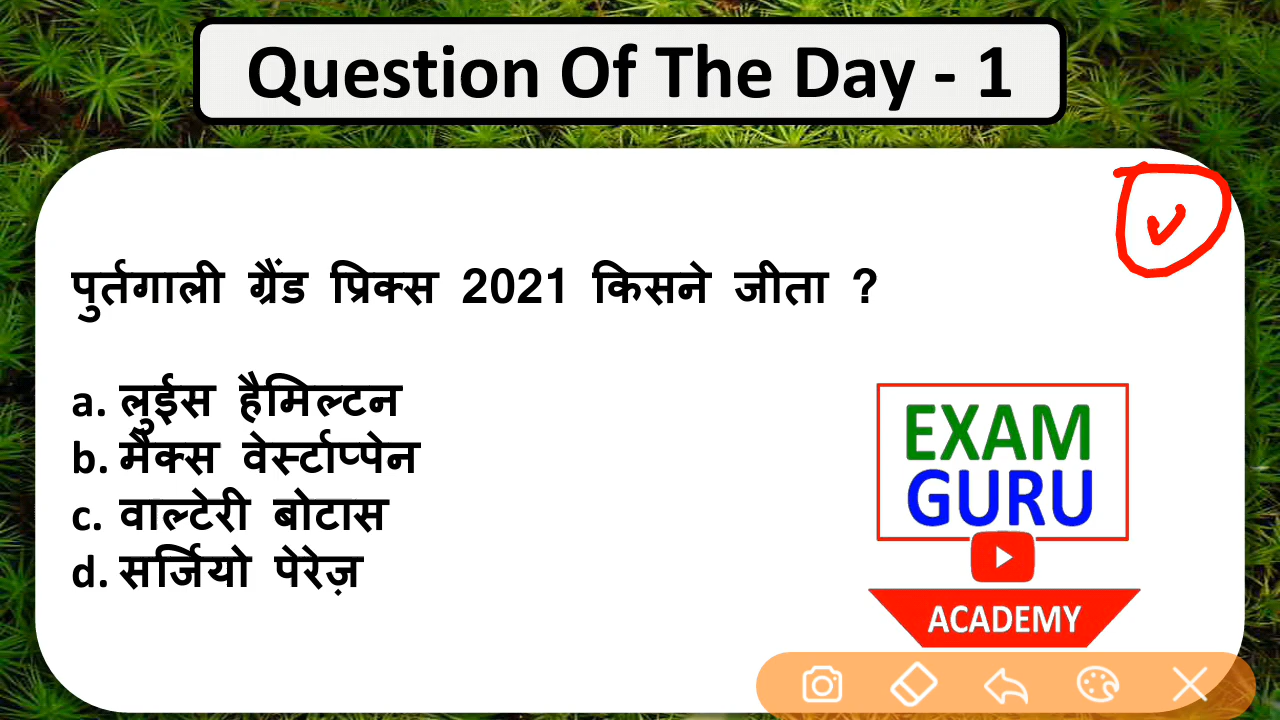 Question Of The Day - 1
पुर्तगाली ग्रैंड प्रिक्स 2021 किसने जीता ?
a. लुईस हैमिल्टन
b. मैक्स वेर्स्टाप्पेन
c. वाल्टेरी बोटास
d. सर्जियो पेरेज़
EXAM
GURU
ACADEMY